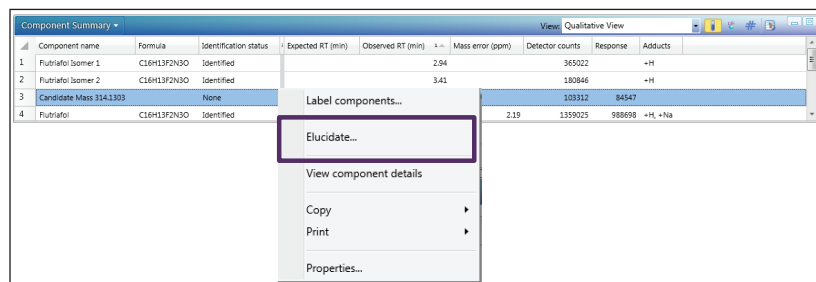 Component Summary View: Qualitative View
Component name Formula Identification status Expected RT (min) Observed RT (min) Mass error (ppm) Detector counts Response Adducts
1 Flutriafol Isomer 1 C16H13F2N3O Identified 2.94 365022 +H
2 Flutriafol Isomer 2 C16H13F2N3O Identified 3.41 180846 +H
3 Candidate Mass 314.1303 None 103312 84547
4 Flutriafol C16H13F2N3O Identified 2.19 1359025 988698 +H, +Na
Label components...
Elucidate...
View component details
Copy
Print
Properties...